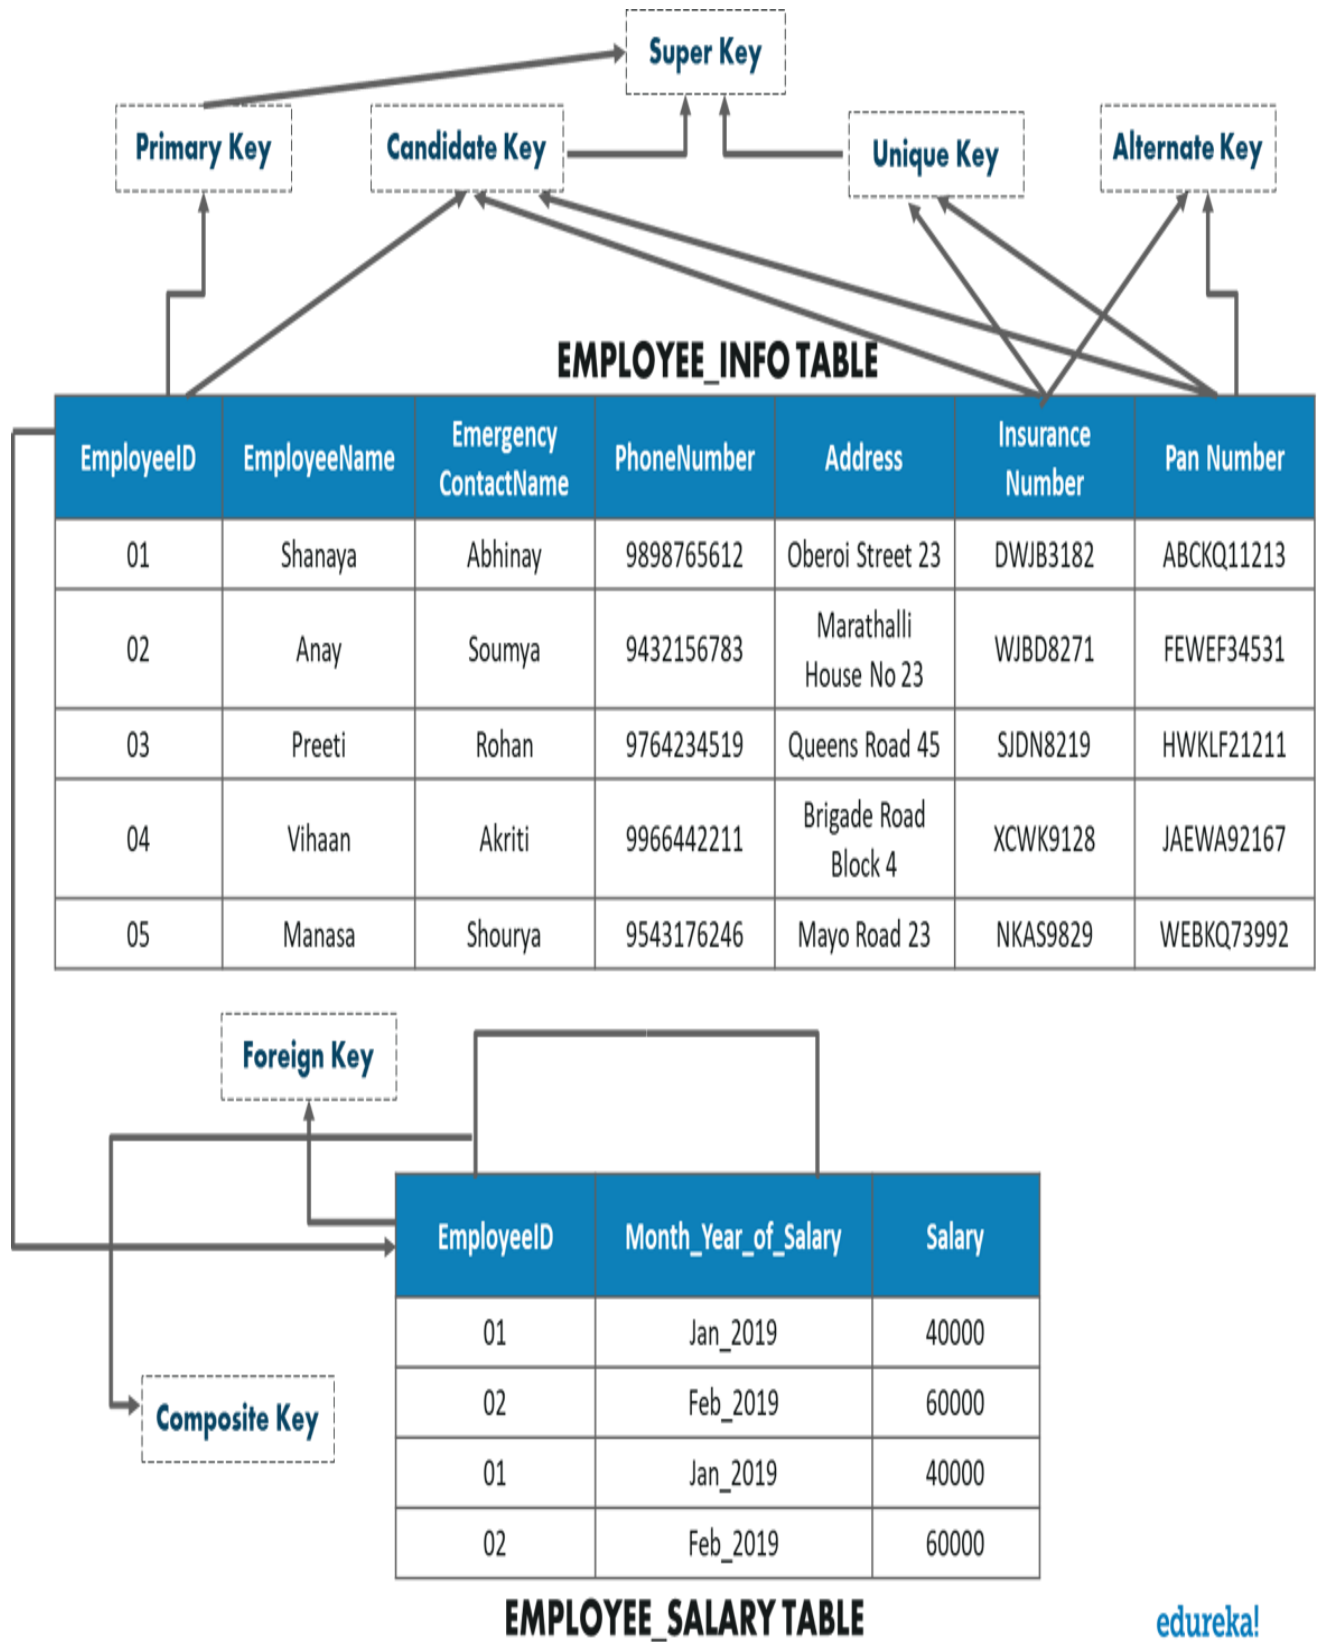 Super Key
Primary Key
Candidate Key
Unique Key
Alternate Key
EMPLOYEE_INFO TABLE
EmployeeID EmployeeName Emergency ContactName PhoneNumber Address Insurance Number Pan Number
01 Shanaya Abhinay 9898765612 Oberoi Street 23 DWJB3182 ABCKQ11213
02 Anay Soumya 9432156783 Marathalli House No 23 WJBD8271 FEWEF34531
03 Preeti Rohan 9764234519 Queens Road 45 SJDN8219 HWKLF21211
04 Vihaan Akriti 9966442211 Brigade Road Block 4 XCWK9128 JAEWA92167
05 Manasa Shourya 9543176246 Mayo Road 23 NKAS9829 WEBKQ73992
Foreign Key
EmployeeID Month_Year_of_Salary Salary
01 Jan_2019 40000
02 Feb_2019 60000
01 Jan_2019 40000
02 Feb_2019 60000
Composite Key
EMPLOYEE_SALARY TABLE
edureka!